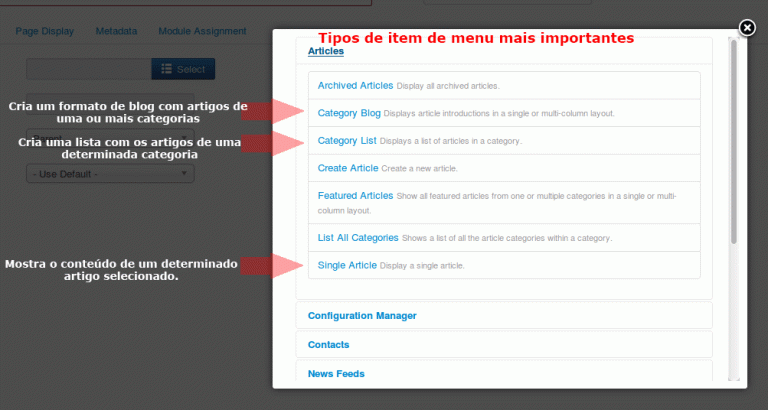 Tipos de item de menu mais importantes
Page Display Metadata Module Assignment
Articles
Select
Archived Articles Display all archived articles.
Cria um formato de blog com artigos de
uma ou mais categorias
Category Blog Displays article introductions in a single or multi-column layout.
Parent
Cria uma lista com os artigos de uma
determinada categoria
Category List Displays a list of articles in a category.
Create Article Create a new article.
- Use Default -
Featured Articles Show all featured articles from one or multiple categories in a single or multi-
column layout.
List All Categories Shows a list of all the article categories within a category.
Mostra o conteúdo de um determinado
artigo selecionado.
Single Article Display a single article.
Configuration Manager
Contacts
News Feeds